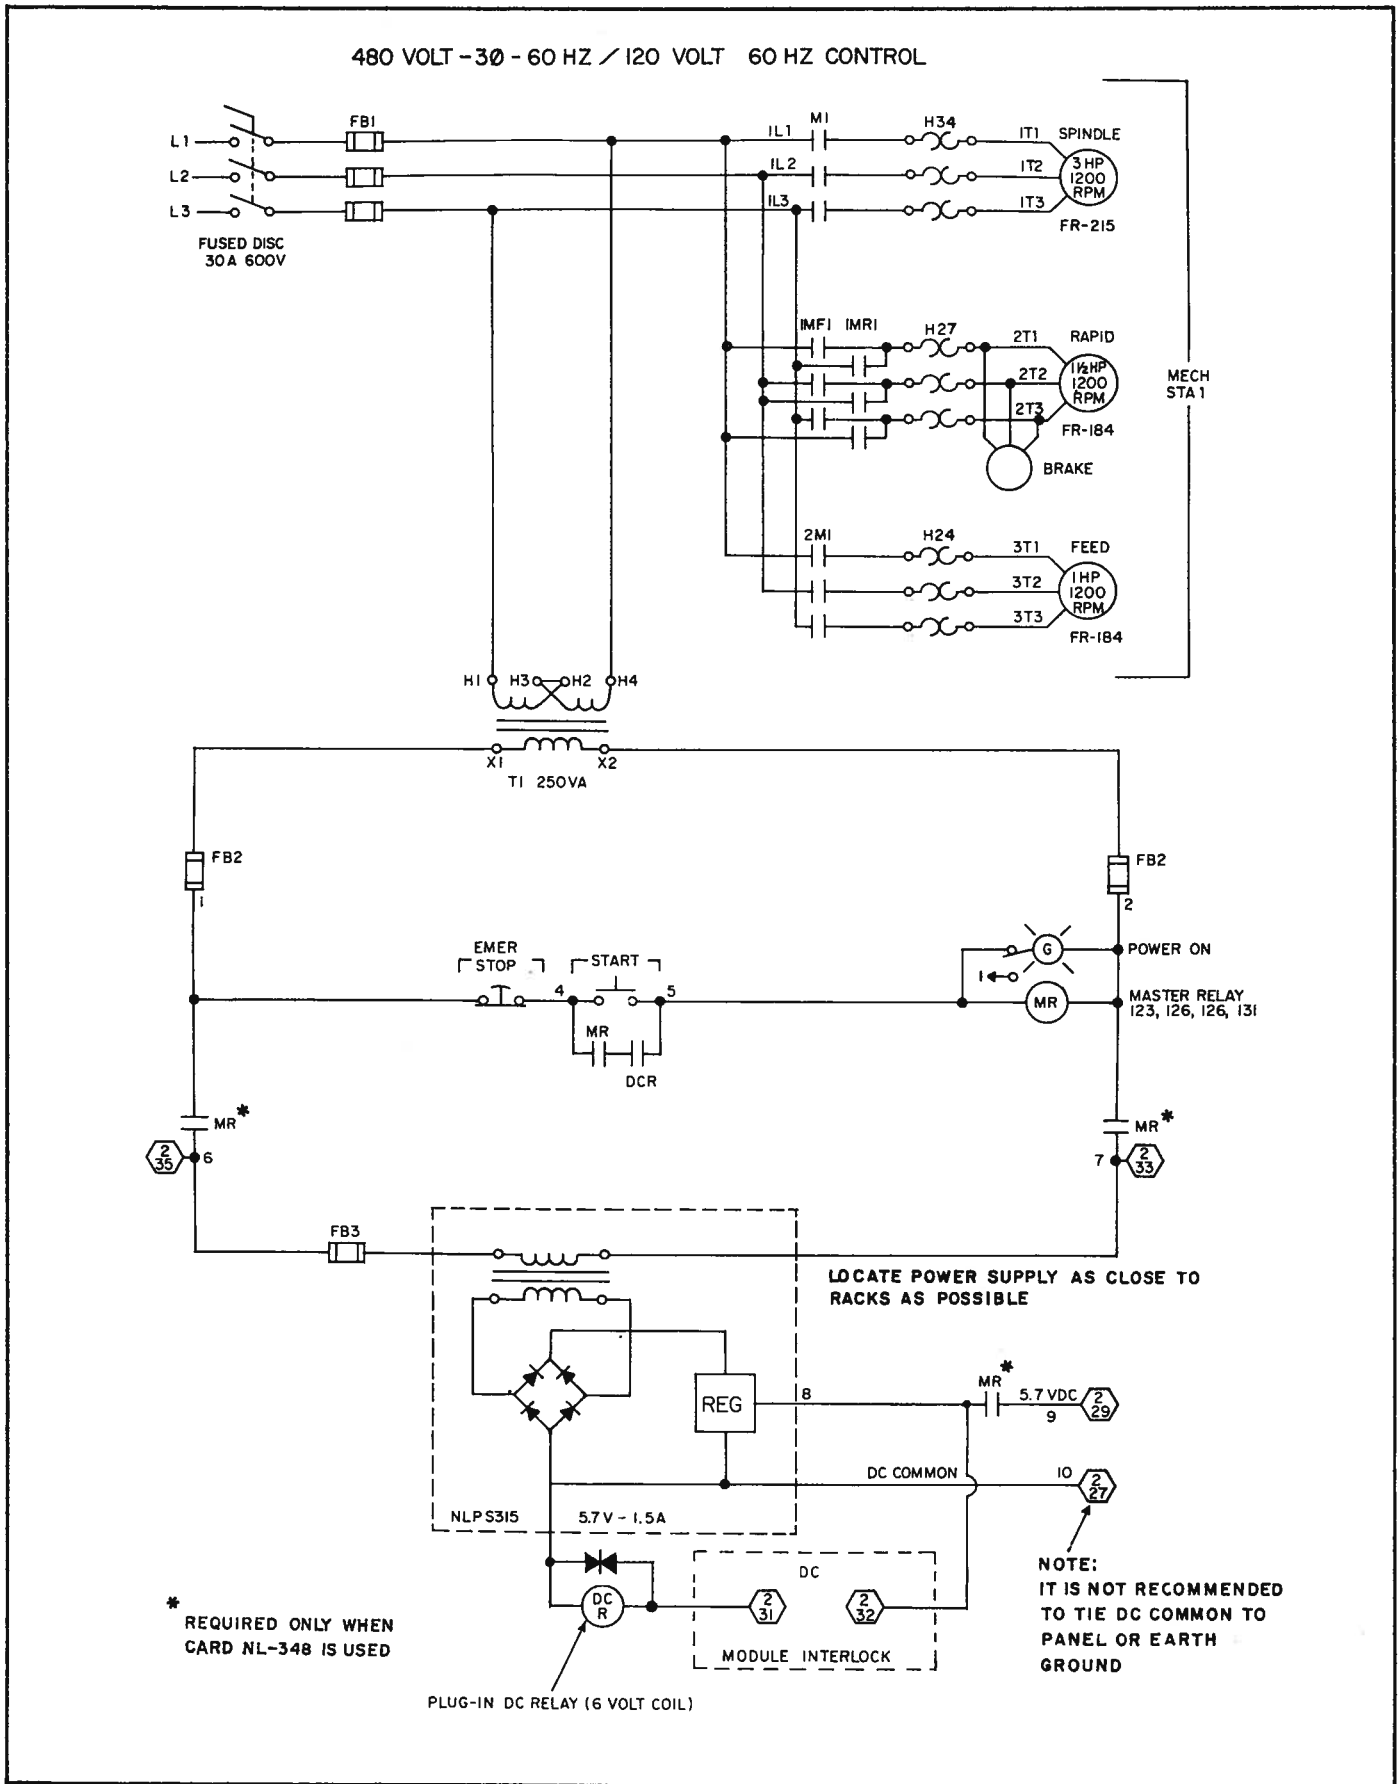 480 VOLT-3Ø-60 HZ/120 VOLT 60 HZ CONTROL
L1
FB1
1L1
M1
H34
1T1
SPINDLE
L2
1L2
1T2
3 HP
1200
RPM
L3
1L3
1T3
FR-215
FUSED DISC
30A 600V
1MF1
1MR1
H27
2T1
RAPID
2T2
1½HP
1200
RPM
2T3
FR-184
BRAKE
MECH
STA 1
2M1
H24
3T1
FEED
3T2
1 HP
1200
RPM
3T3
FR-184
H1
H3
H2
H4
X1
X2
T1 250VA
FB2
1
FB2
2
EMER
STOP
4
START
5
MR
DCR
1
G
POWER ON
MR
MASTER RELAY
123, 126, 126, 131
MR*
2
35
6
MR*
7
2
33
FB3
LOCATE POWER SUPPLY AS CLOSE TO
RACKS AS POSSIBLE
REG
8
MR*
5.7 VDC
9
2
29
DC COMMON
10
2
27
NLPS315
5.7V - 1.5A
DC
R
DC
2
31
2
32
MODULE INTERLOCK
NOTE:
IT IS NOT RECOMMENDED
TO TIE DC COMMON TO
PANEL OR EARTH
GROUND
*
REQUIRED ONLY WHEN
CARD NL-348 IS USED
PLUG-IN DC RELAY (6 VOLT COIL)